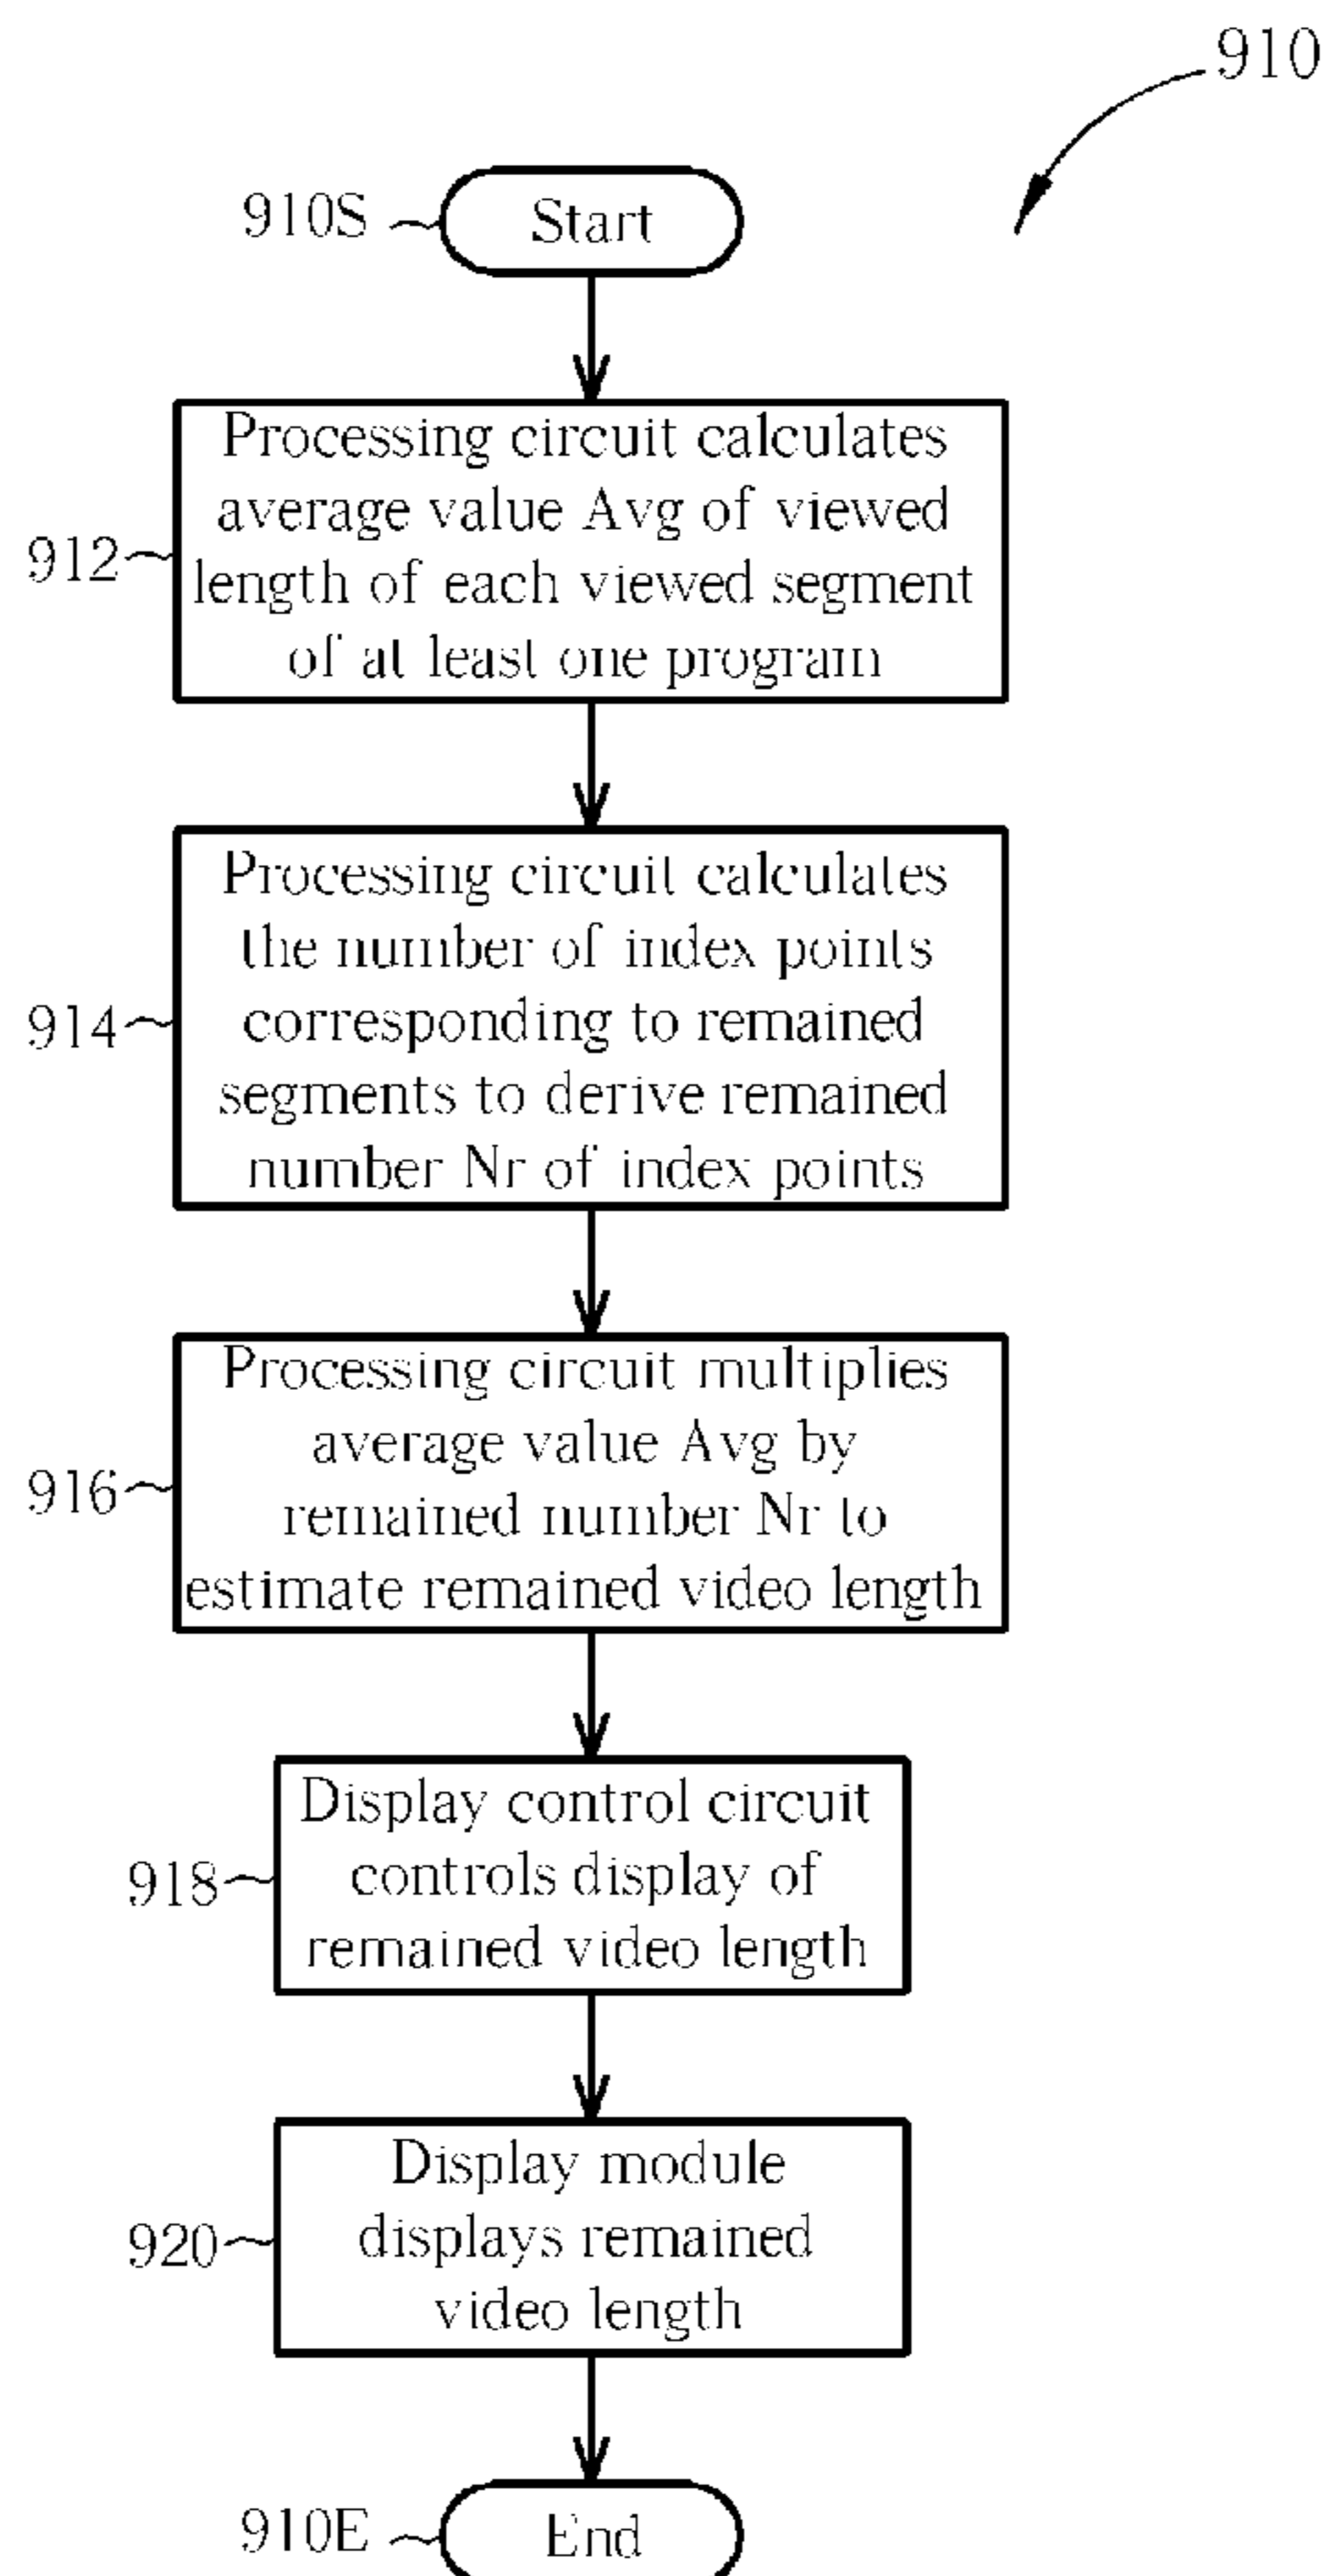 910
910S
Start
912
Processing circuit calculates
average value Avg of viewed
length of each viewed segment
of at least one program
914
Processing circuit calculates
the number of index points
corresponding to remained
segments to derive remained
number Nr of index points
916
Processing circuit multiplies
average value Avg by
remained number Nr to
estimate remained video length
918
Display control circuit
controls display of
remained video length
920
Display module
displays remained
video length
910E
End